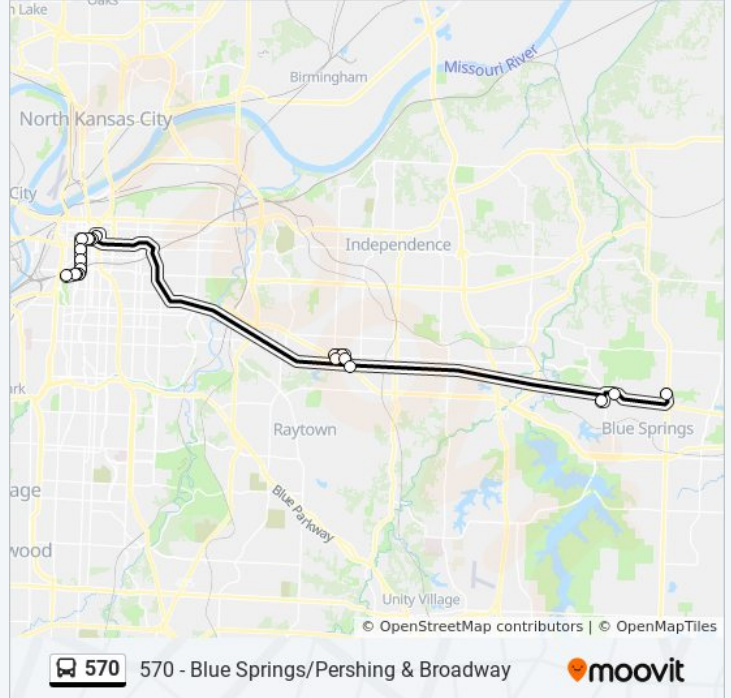 n Lake
Oaks
Birmingham
Missouri River
North Kansas City
City
Independence
ark
Raytown
Blue Springs
age
Blue Parkway
wood
Unity Village
© OpenStreetMap contributors | © OpenMapTiles
570 570 - Blue Springs/Pershing & Broadway moovit